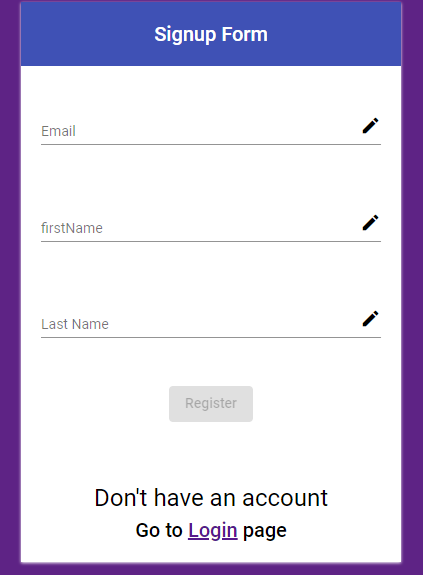 Signup Form
Email
firstName
Last Name
Register
Don't have an account
Go to Login page